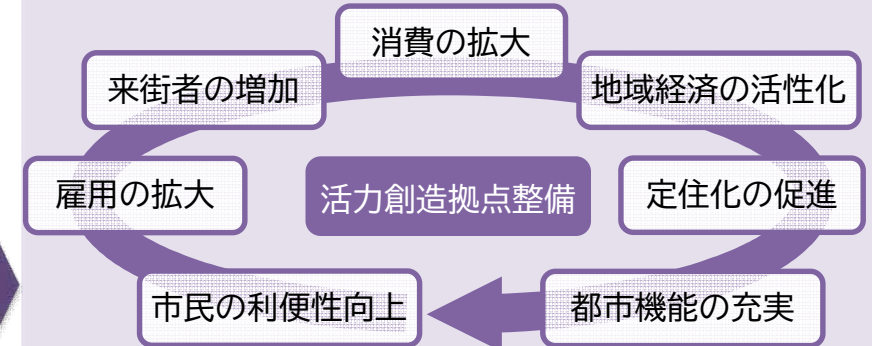 消費の拡大
来街者の増加
地域経済の活性化
雇用の拡大
活力創造拠点整備
定住化の促進
市民の利便性向上
都市機能の充実